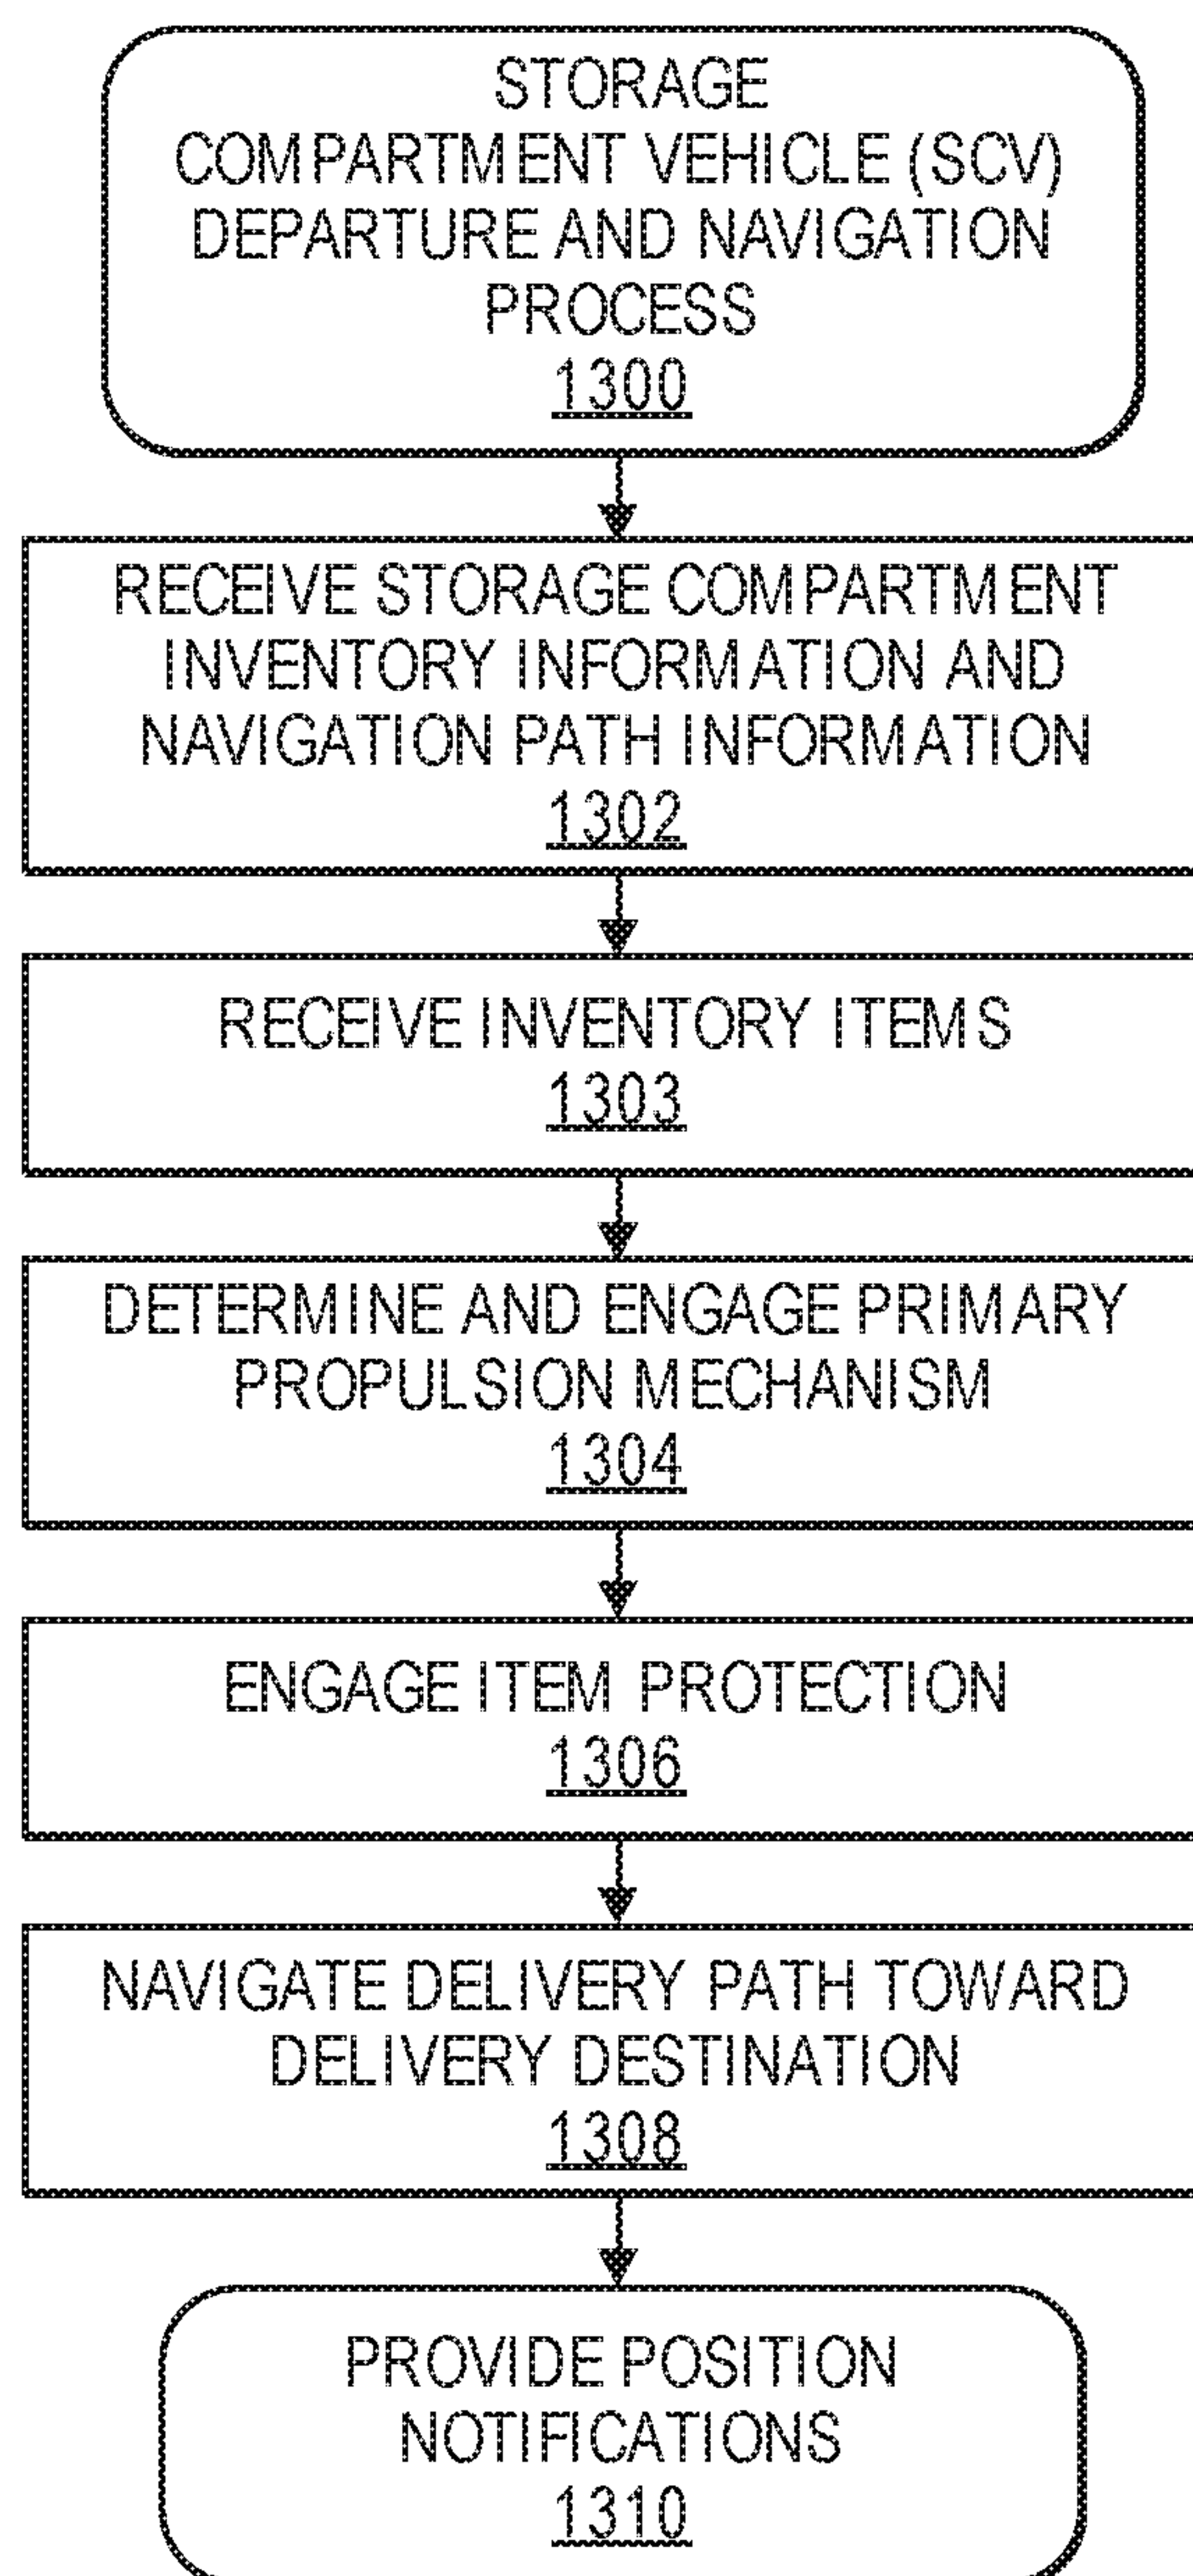 STORAGE
COMPARTMENT VEHICLE (SCV)
DEPARTURE AND NAVIGATION
PROCESS
1300
RECEIVE STORAGE COMPARTMENT
INVENTORY INFORMATION AND
NAVIGATION PATH INFORMATION
1302
RECEIVE INVENTORY ITEMS
1303
DETERMINE AND ENGAGE PRIMARY
PROPULSION MECHANISM
1304
ENGAGE ITEM PROTECTION
1306
NAVIGATE DELIVERY PATH TOWARD
DELIVERY DESTINATION
1308
PROVIDE POSITION
NOTIFICATIONS
1310